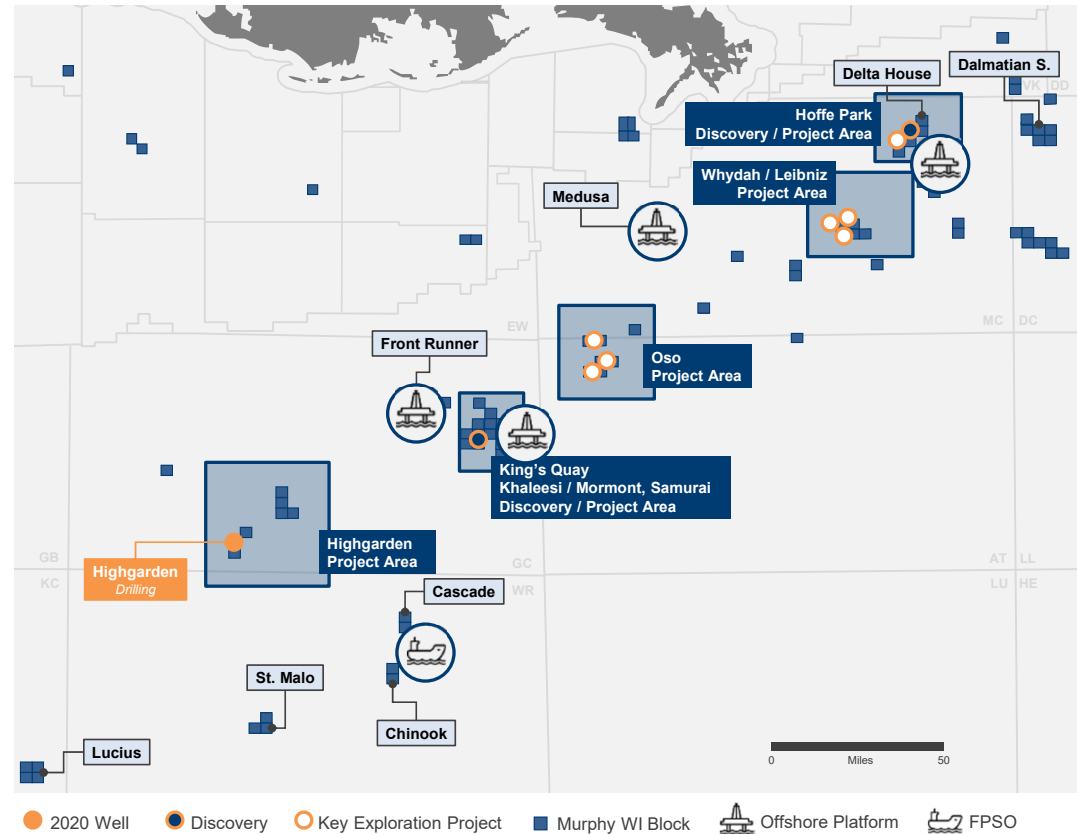 Delta House
Dalmatian S.
VK
DD
Hoffe Park
Discovery / Project Area
Whydah / Leibniz
Project Area
Medusa
EW
MC
DC
Front Runner
Oso
Project Area
King's Quay
Khaleesi / Mormont, Samurai
Discovery / Project Area
Highgarden
Project Area
Highgarden
Drilling
GB
KC
GC
WR
AT
LL
LU
HE
Cascade
St. Malo
Chinook
Lucius
0
Miles
50
2020 Well
Discovery
Key Exploration Project
Murphy WI Block
Offshore Platform
FPSO